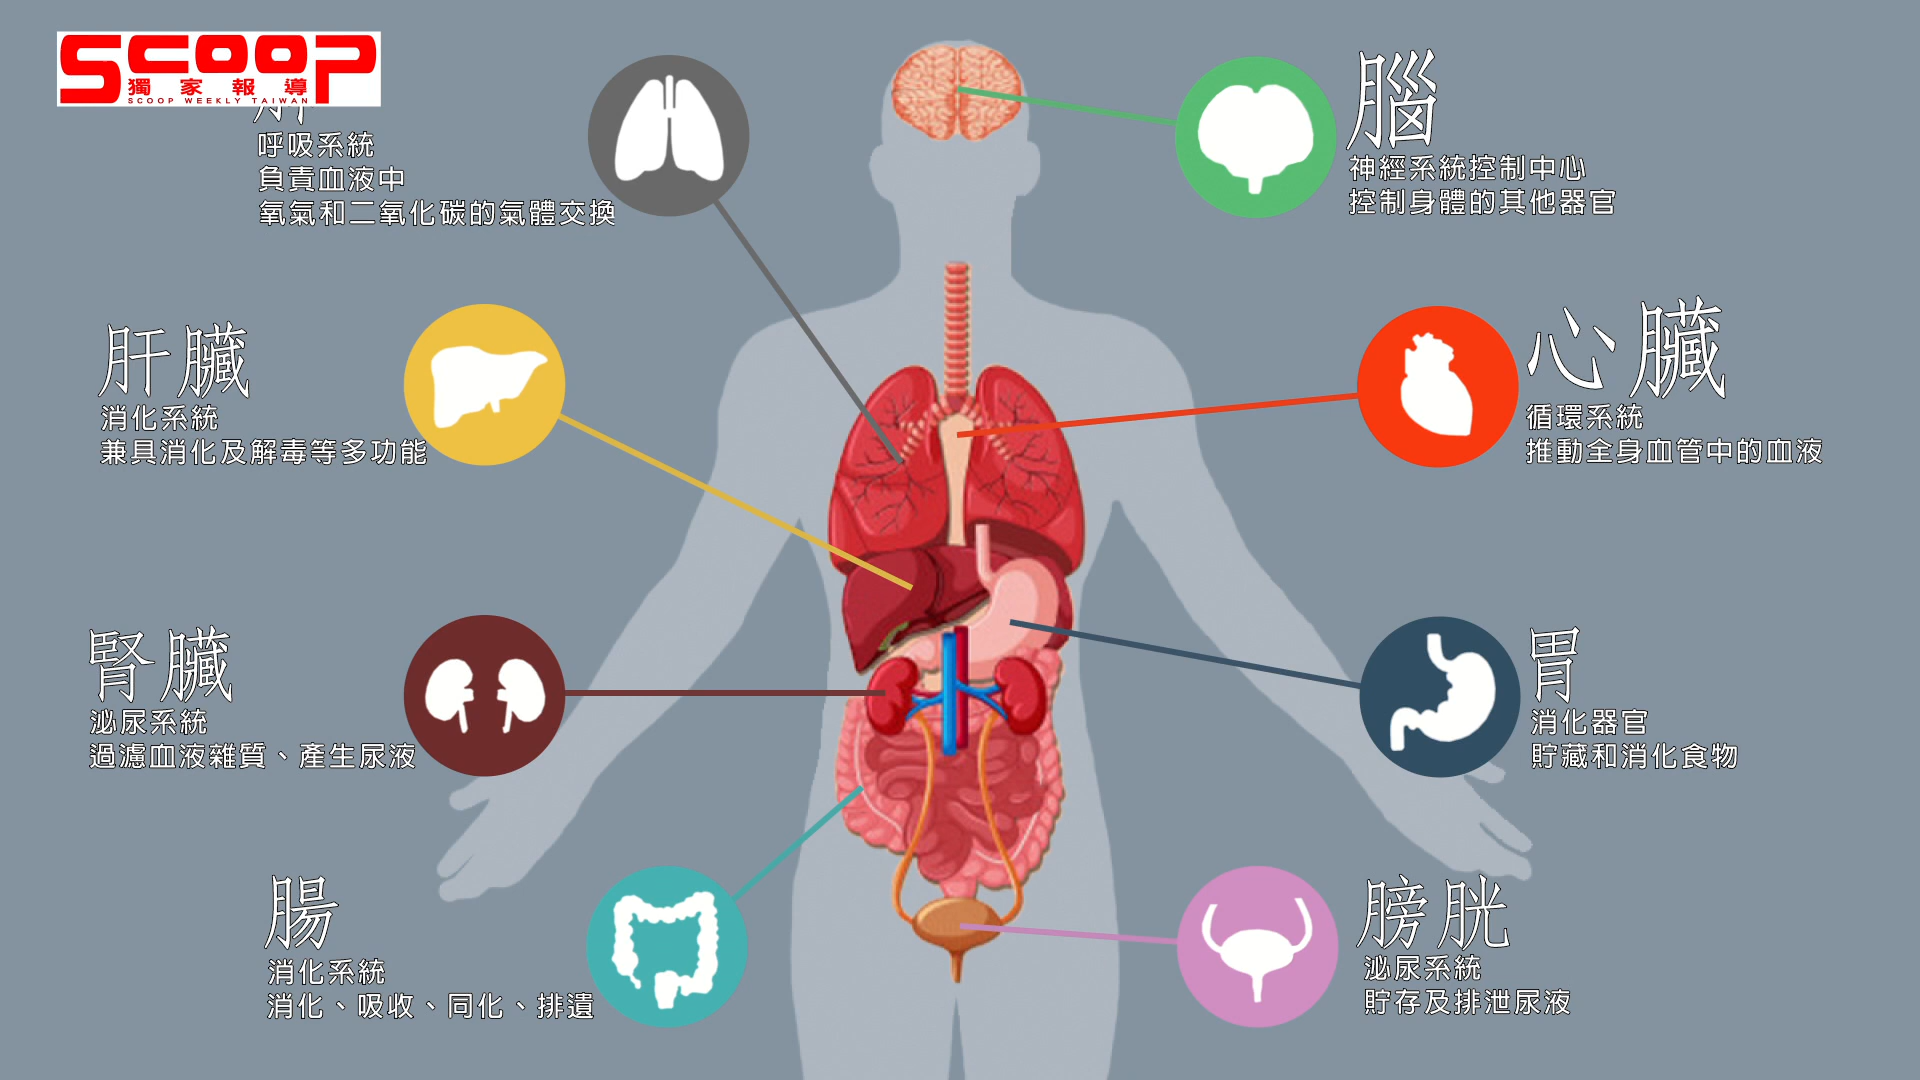 SCOOP
獨家報導
SCOOP WEEKLY TAIWAN
呼吸系統
負責血液中
氧氣和二氧化碳的氣體交換
腦
神經系統控制中心
控制身體的其他器官
肝臟
消化系統
兼具消化及解毒等多功能
心臟
循環系統
推動全身血管中的血液
腎臟
泌尿系統
過濾血液雜質、產生尿液
胃
消化器官
貯藏和消化食物
腸
消化系統
消化、吸收、同化、排遺
膀胱
泌尿系統
貯存及排泄尿液